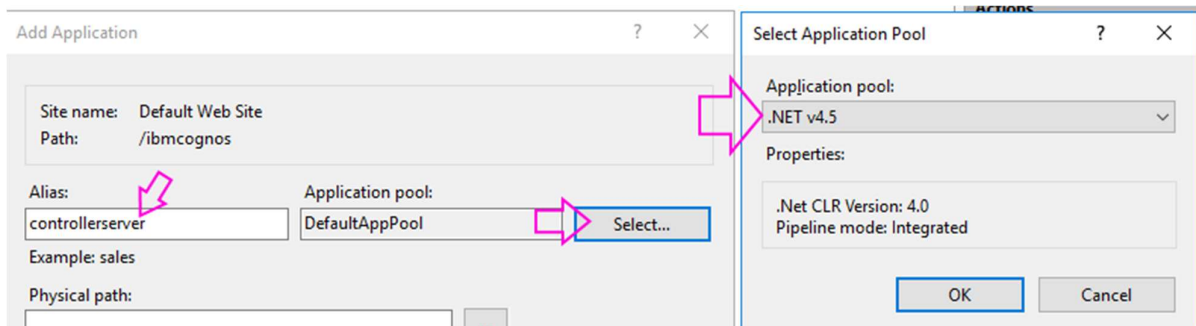 Actions
Add Application
?
Site name: Default Web Site
Path: /ibmcognos
Alias:
Application pool:
controllerserver
DefaultAppPool
Select...
Example: sales
Physical path:
Select Application Pool
?
Application pool:
.NET v4.5
Properties:
.Net CLR Version: 4.0
Pipeline mode: Integrated
OK
Cancel